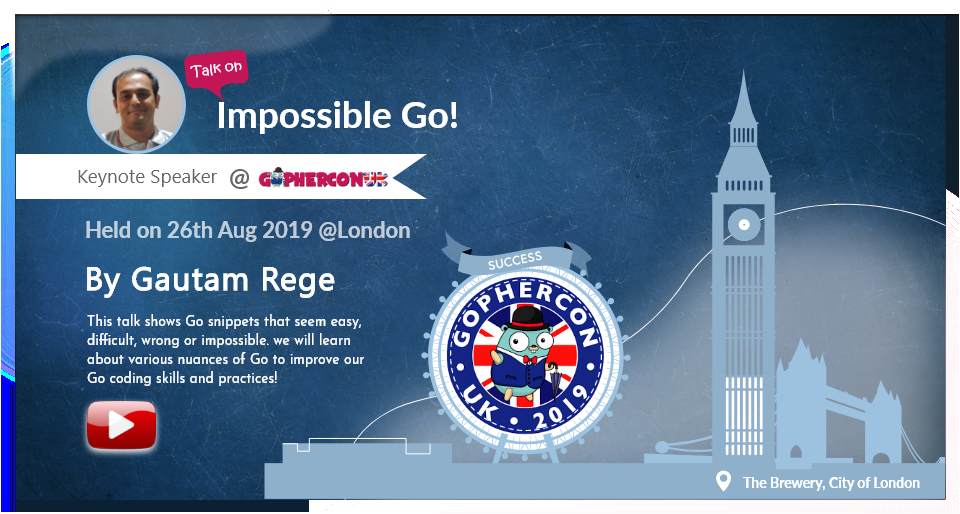 Talk on
Impossible Go!
Keynote Speaker @ GOPHERCONUK
Held on 26th Aug 2019 @London
By Gautam Rege
This talk shows Go snippets that seem easy,
difficult, wrong or impossible. we will learn
about various nuances of Go to improve our
Go coding skills and practices!
SUCCESS
GOPHERCON
UK • 2019
The Brewery, City of London